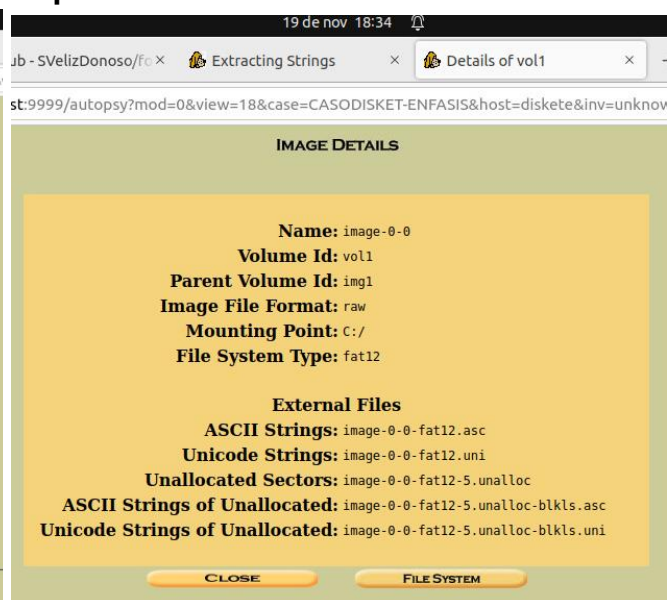 19 de nov 18:34
ub - SVelizDonoso/fo × Extracting Strings × Details of vol1 ×
st:9999/autopsy?mod=0&view=18&case=CASODISKET-ENFASIS&host=diskete&inv=unknow
IMAGE DETAILS
Name: image-0-0
Volume Id: vol1
Parent Volume Id: img1
Image File Format: raw
Mounting Point: C:/
File System Type: fat12
External Files
ASCII Strings: image-0-0-fat12.asc
Unicode Strings: image-0-0-fat12.uni
Unallocated Sectors: image-0-0-fat12-5.unalloc
ASCII Strings of Unallocated: image-0-0-fat12-5.unalloc-blkls.asc
Unicode Strings of Unallocated: image-0-0-fat12-5.unalloc-blkls.uni
CLOSE FILE SYSTEM